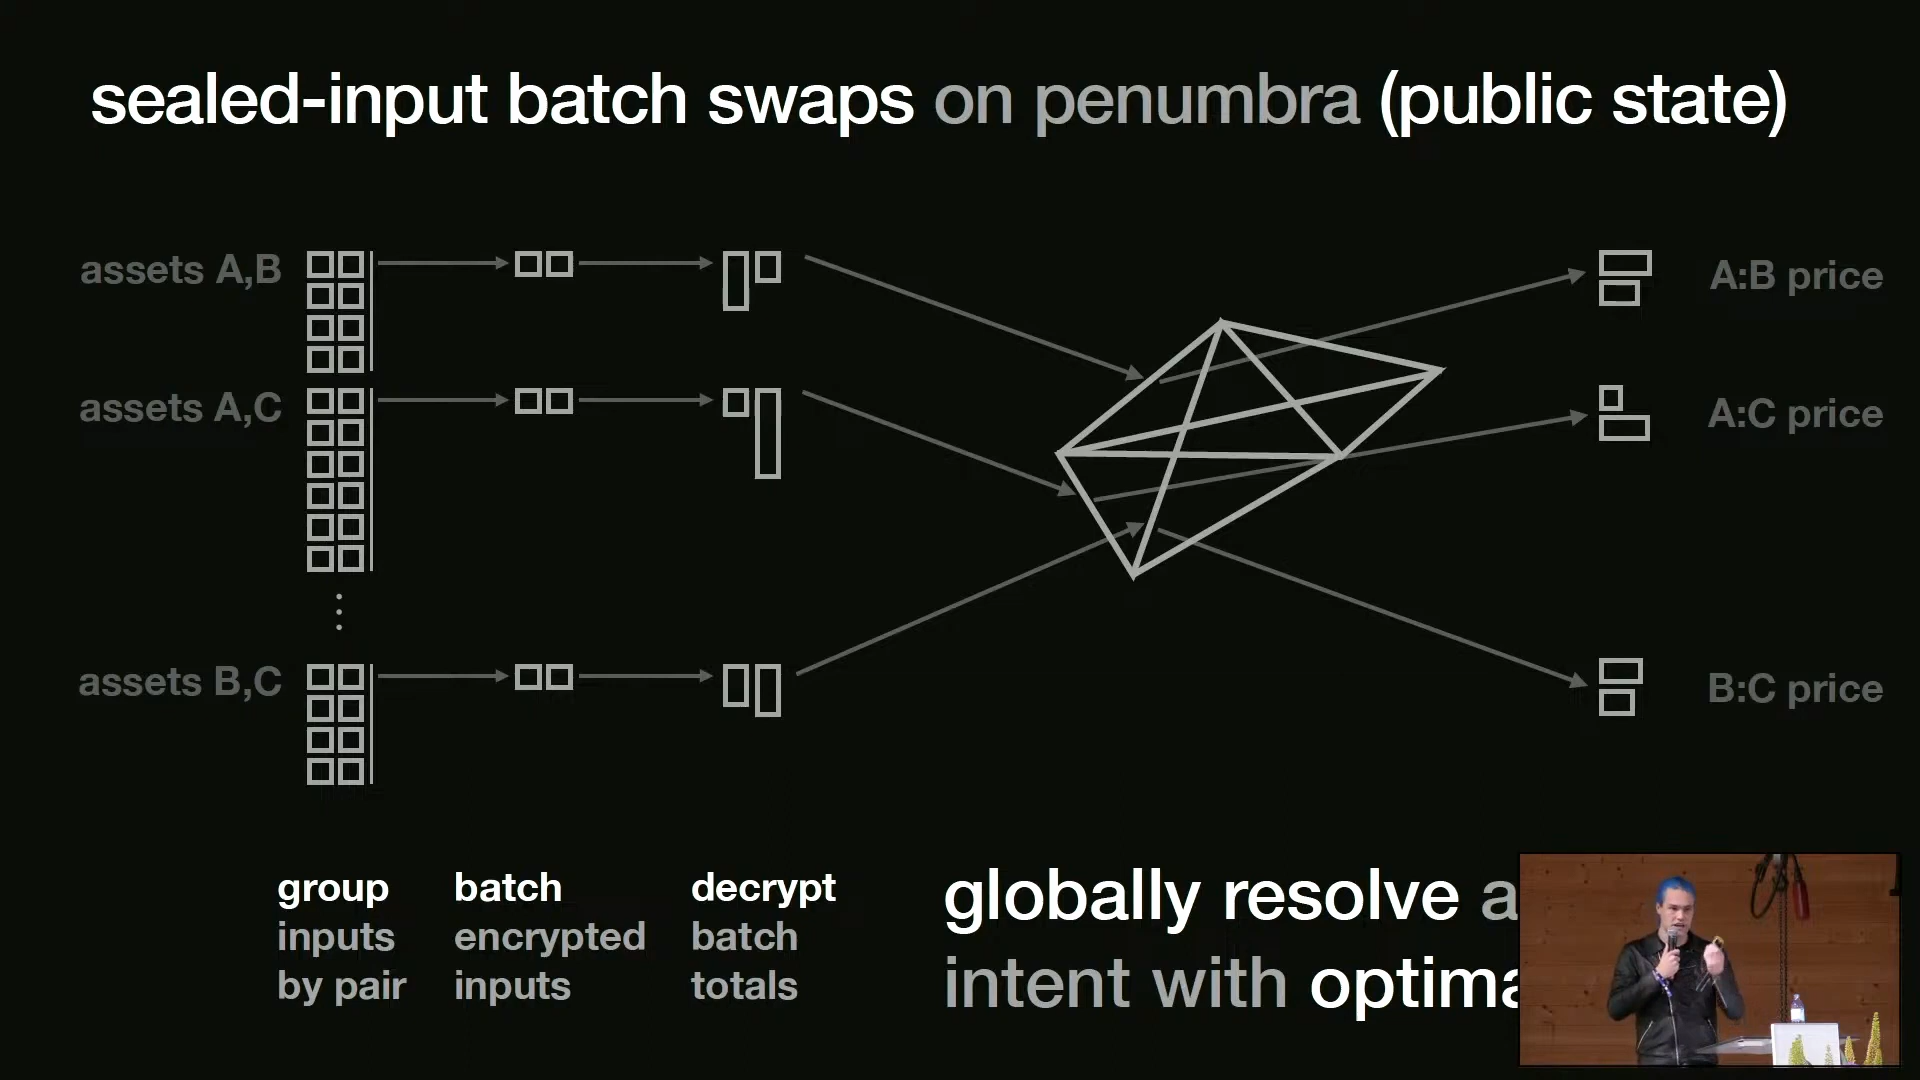 sealed-input batch swaps on penumbra (public state)
assets A,B
A:B price
assets A,C
A:C price
assets B,C
B:C price
group
inputs
by pair
batch
encrypted
inputs
decrypt
batch
totals
globally resolve
intent with